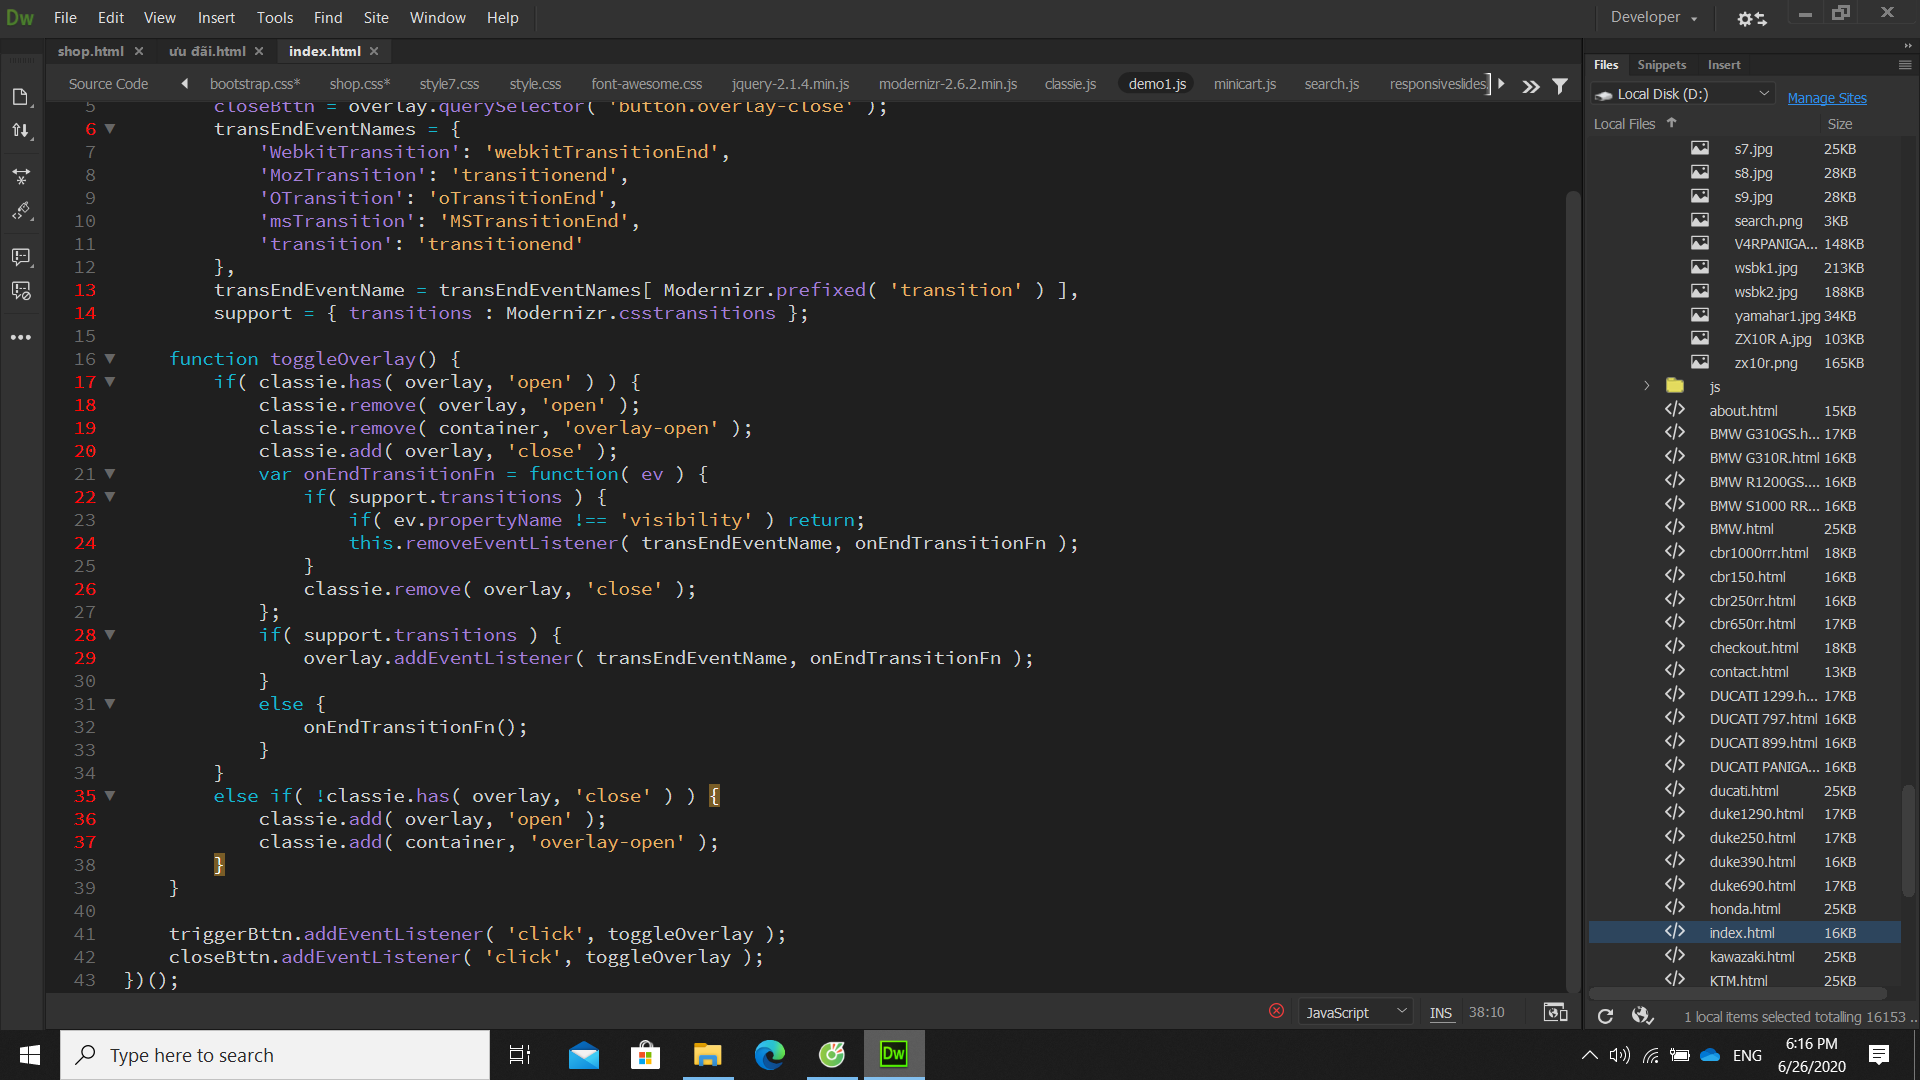 Dw File Edit View Insert Tools Find Site Window Help Developer
shop.html ưu đãi.html index.html
Source Code bootstrap.css* shop.css* style7.css style.css font-awesome.css jquery-2.1.4.min.js modernizr-2.6.2.min.js classie.js demo1.js minicart.js search.js responsiveslides.
5 closeBttn = overlay.querySelector( 'button.overlay-close' );
6 transEndEventNames = {
7 'WebkitTransition': 'webkitTransitionEnd',
8 'MozTransition': 'transitionend',
9 'OTransition': 'oTransitionEnd',
10 'msTransition': 'MSTransitionEnd',
11 'transition': 'transitionend'
12 },
13 transEndEventName = transEndEventNames[ Modernizr.prefixed( 'transition' ) ],
14 support = { transitions : Modernizr.csstransitions };
15
16 function toggleOverlay() {
17 if( classie.has( overlay, 'open' ) ) {
18 classie.remove( overlay, 'open' );
19 classie.remove( container, 'overlay-open' );
20 classie.add( overlay, 'close' );
21 var onEndTransitionFn = function( ev ) {
22 if( support.transitions ) {
23 if( ev.propertyName !== 'visibility' ) return;
24 this.removeEventListener( transEndEventName, onEndTransitionFn );
25 }
26 classie.remove( overlay, 'close' );
27 };
28 if( support.transitions ) {
29 overlay.addEventListener( transEndEventName, onEndTransitionFn );
30 }
31 else {
32 onEndTransitionFn();
33 }
34 }
35 else if( !classie.has( overlay, 'close' ) ) {
36 classie.add( overlay, 'open' );
37 classie.add( container, 'overlay-open' );
38 }
39 }
40
41 triggerBttn.addEventListener( 'click', toggleOverlay );
42 closeBttn.addEventListener( 'click', toggleOverlay );
43 })();
JavaScript INS 38:10
Files Snippets Insert
Local Disk (D:) Manage Sites
Local Files Size
s7.jpg 25KB
s8.jpg 28KB
s9.jpg 28KB
search.png 3KB
V4RPANIGA... 148KB
wsbk1.jpg 213KB
wsbk2.jpg 188KB
yamahar1.jpg 34KB
ZX10R A.jpg 103KB
zx10r.png 165KB
js
about.html 15KB
BMW G310GS.h... 17KB
BMW G310R.html 16KB
BMW R1200GS.... 16KB
BMW S1000 RR... 16KB
BMW.html 25KB
cbr1000rrr.html 18KB
cbr150.html 16KB
cbr250rr.html 16KB
cbr650rr.html 17KB
checkout.html 18KB
contact.html 13KB
DUCATI 1299.h... 17KB
DUCATI 797.html 16KB
DUCATI 899.html 16KB
DUCATI PANIGA... 16KB
ducati.html 25KB
duke1290.html 17KB
duke250.html 17KB
duke390.html 16KB
duke690.html 17KB
honda.html 25KB
index.html 16KB
kawazaki.html 25KB
KTM.html 25KB
1 local items selected totalling 16153 ..
Type here to search Dw ENG 6:16 PM
6/26/2020